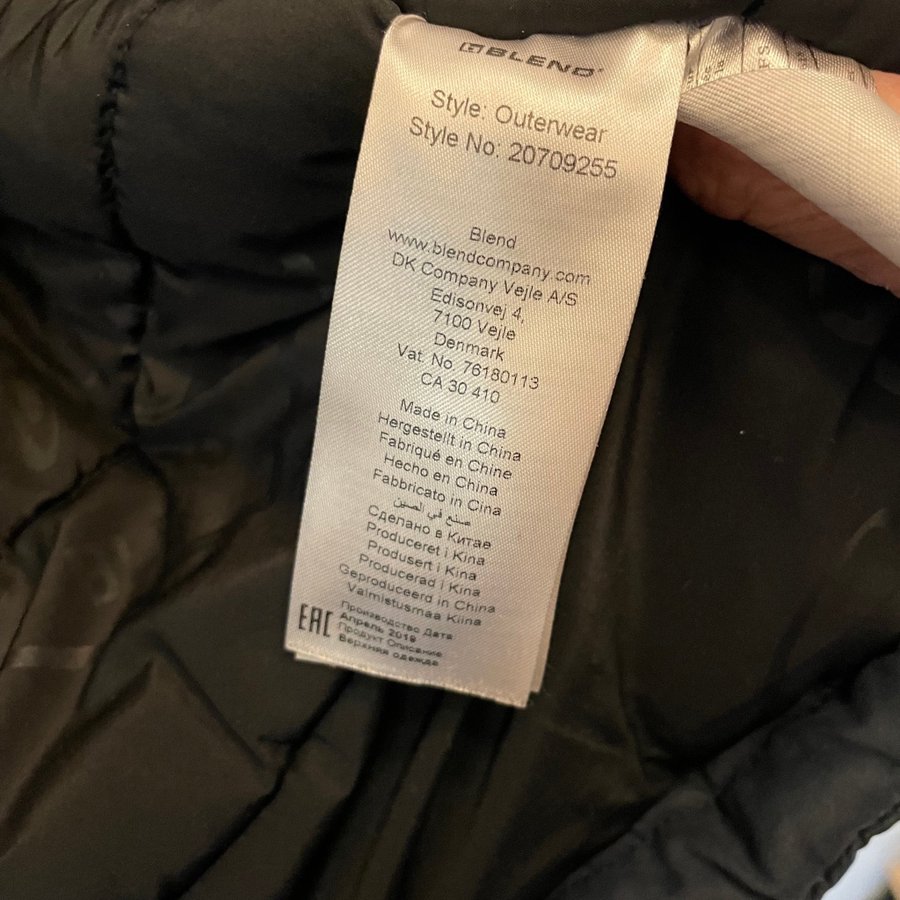 BLEND
Style: Outerwear
Style No: 20709255
Blend
www.blendcompany.com
DK Company Vejle A/S
Edisonvej 4,
7100 Vejle
Denmark
Vat. No. 76180113
CA 30 410
Made in China
Hergestellt in China
Fabriqué en Chine
Hecho en China
Fabbricato in Cina
صنع في الصين
Сделано в Китае
Produceret i Kina
Produsert i Kina
Producerad i Kina
Geproduceerd in China
Valmistusmaa Kiina
EAC
Производство Дата
Апрель 2019
Продукт Описание
Верхняя одежда